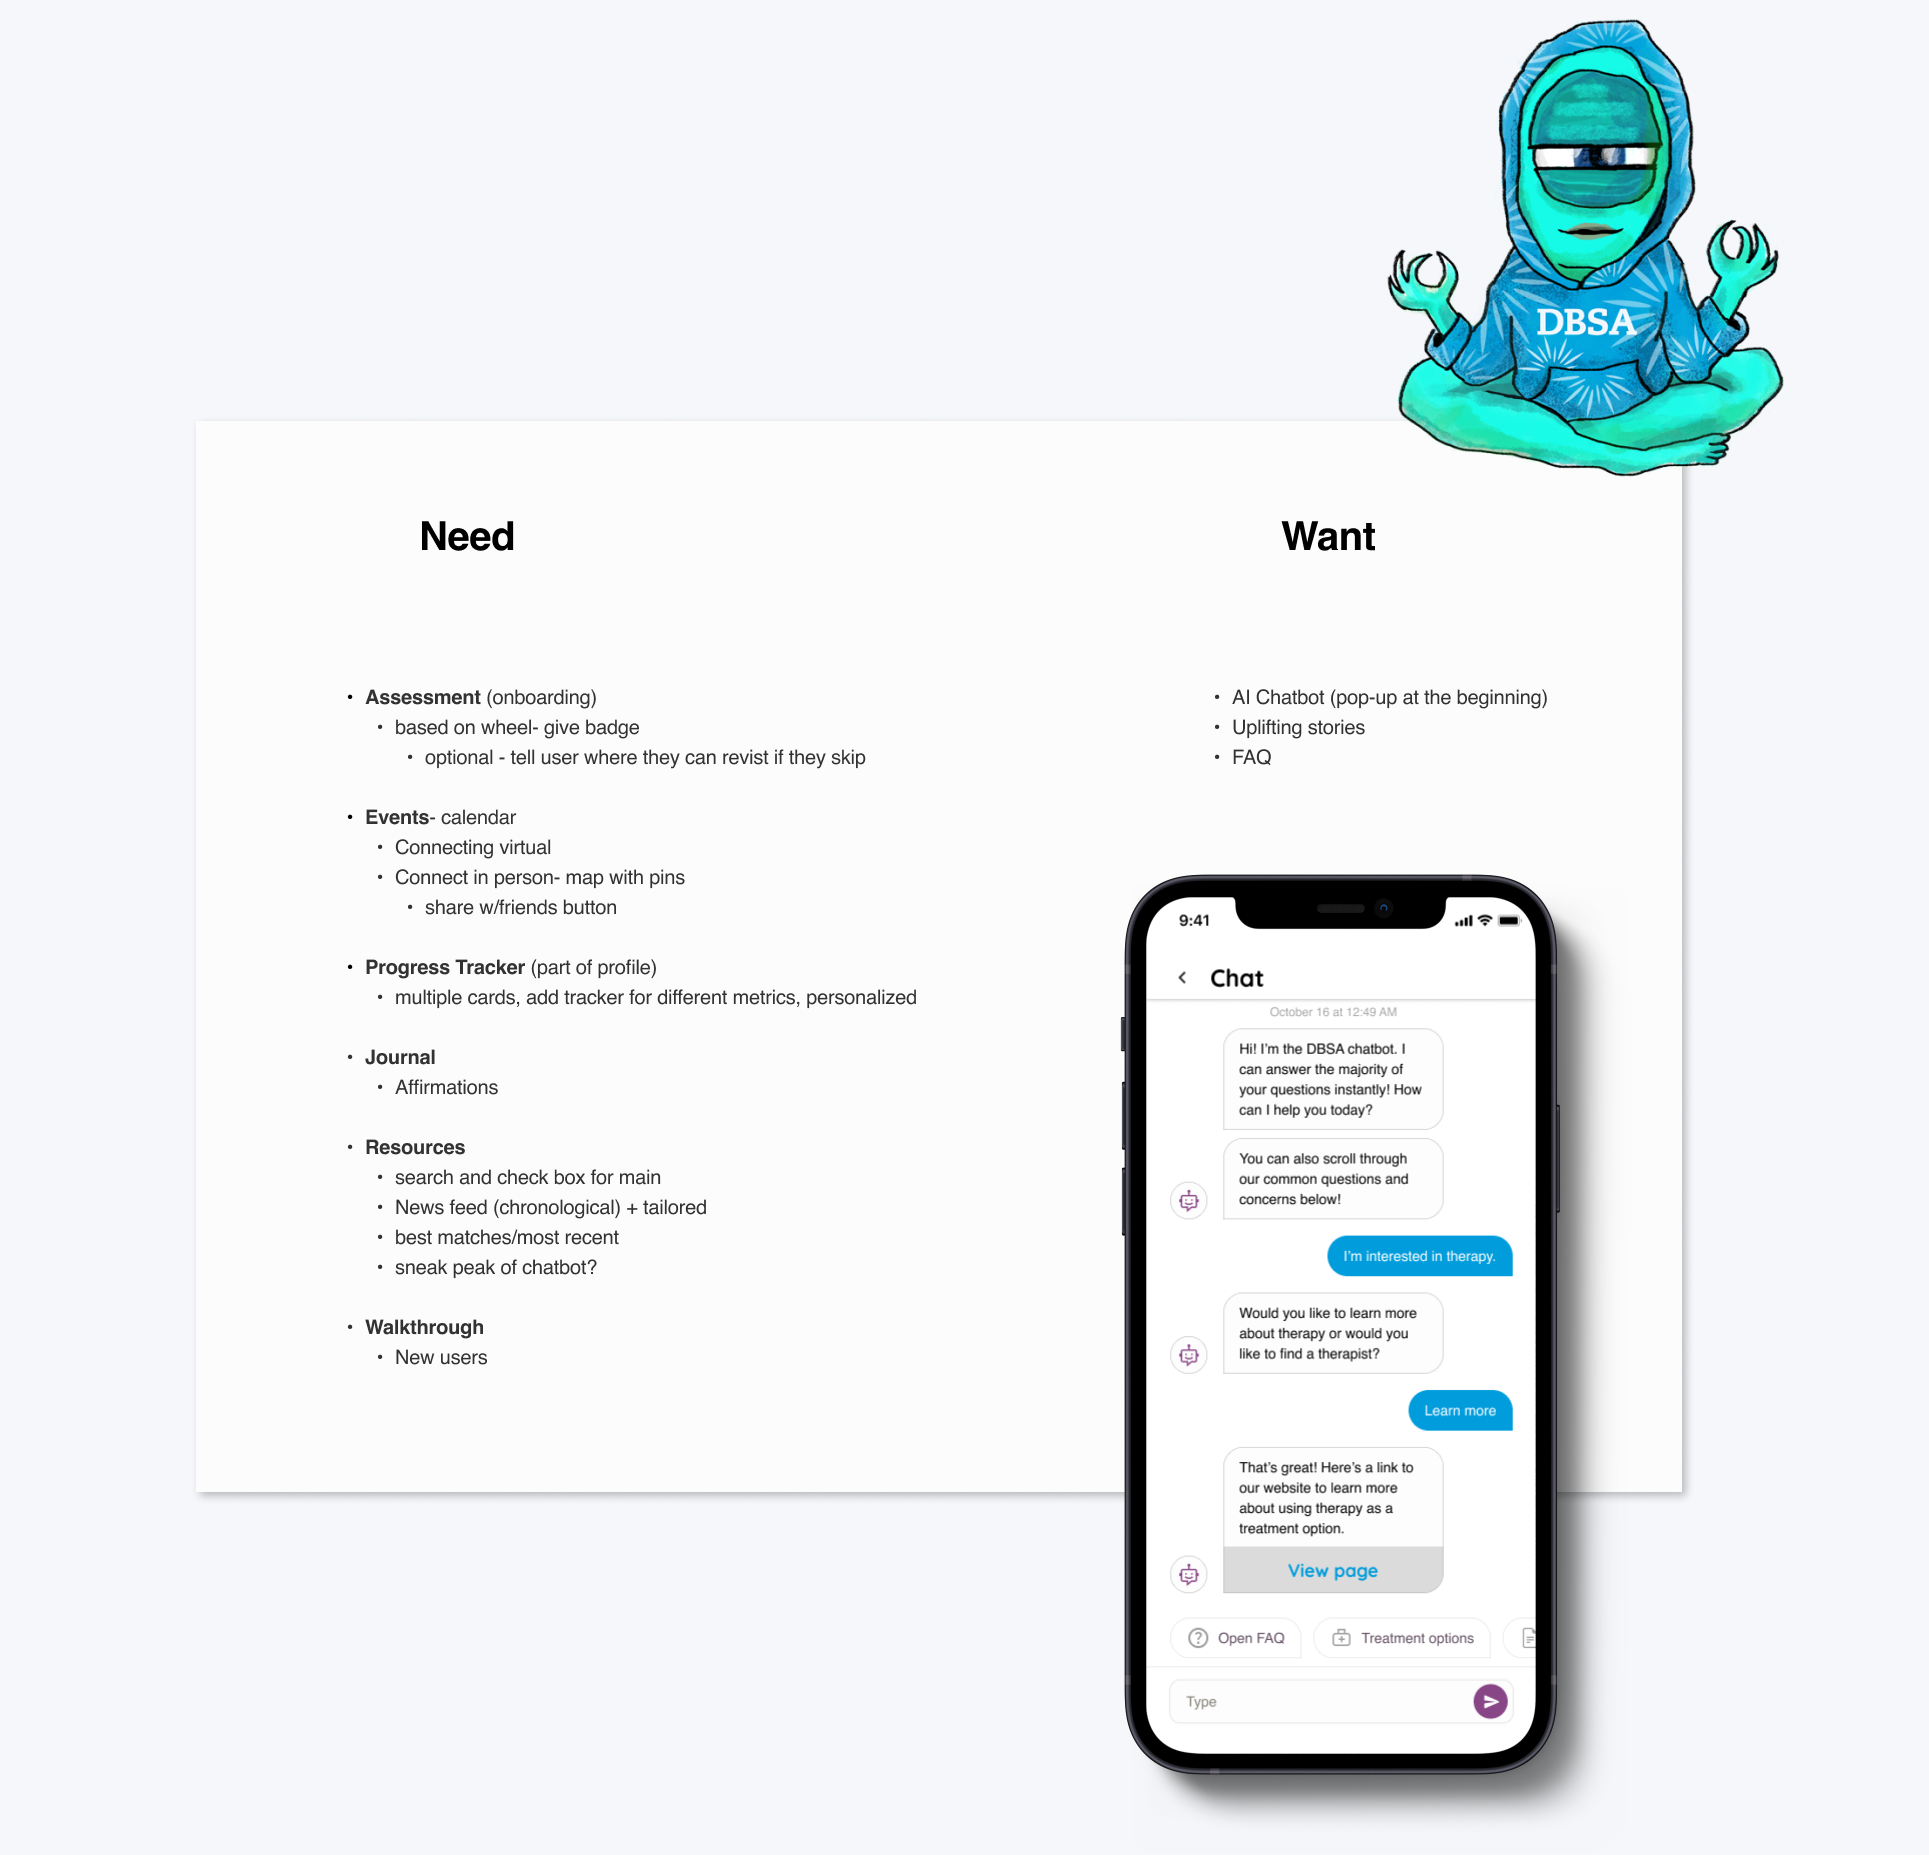 DBSA
Need
Want
• Assessment (onboarding)
• based on wheel- give badge
• optional - tell user where they can revist if they skip
• Events- calendar
• Connecting virtual
• Connect in person- map with pins
• share w/friends button
• Progress Tracker (part of profile)
• multiple cards, add tracker for different metrics, personalized
• Journal
• Affirmations
• Resources
• search and check box for main
• News feed (chronological) + tailored
• best matches/most recent
• sneak peak of chatbot?
• Walkthrough
• New users
• AI Chatbot (pop-up at the beginning)
• Uplifting stories
• FAQ
9:41
Chat
October 16 at 12:49 AM
Hi! I'm the DBSA chatbot. I
can answer the majority of
your questions instantly! How
can I help you today?
You can also scroll through
our common questions and
concerns below!
I'm interested in therapy.
Would you like to learn more
about therapy or would you
like to find a therapist?
Learn more
That's great! Here's a link to
our website to learn more
about using therapy as a
treatment option.
View page
Open FAQ
Treatment options
Type